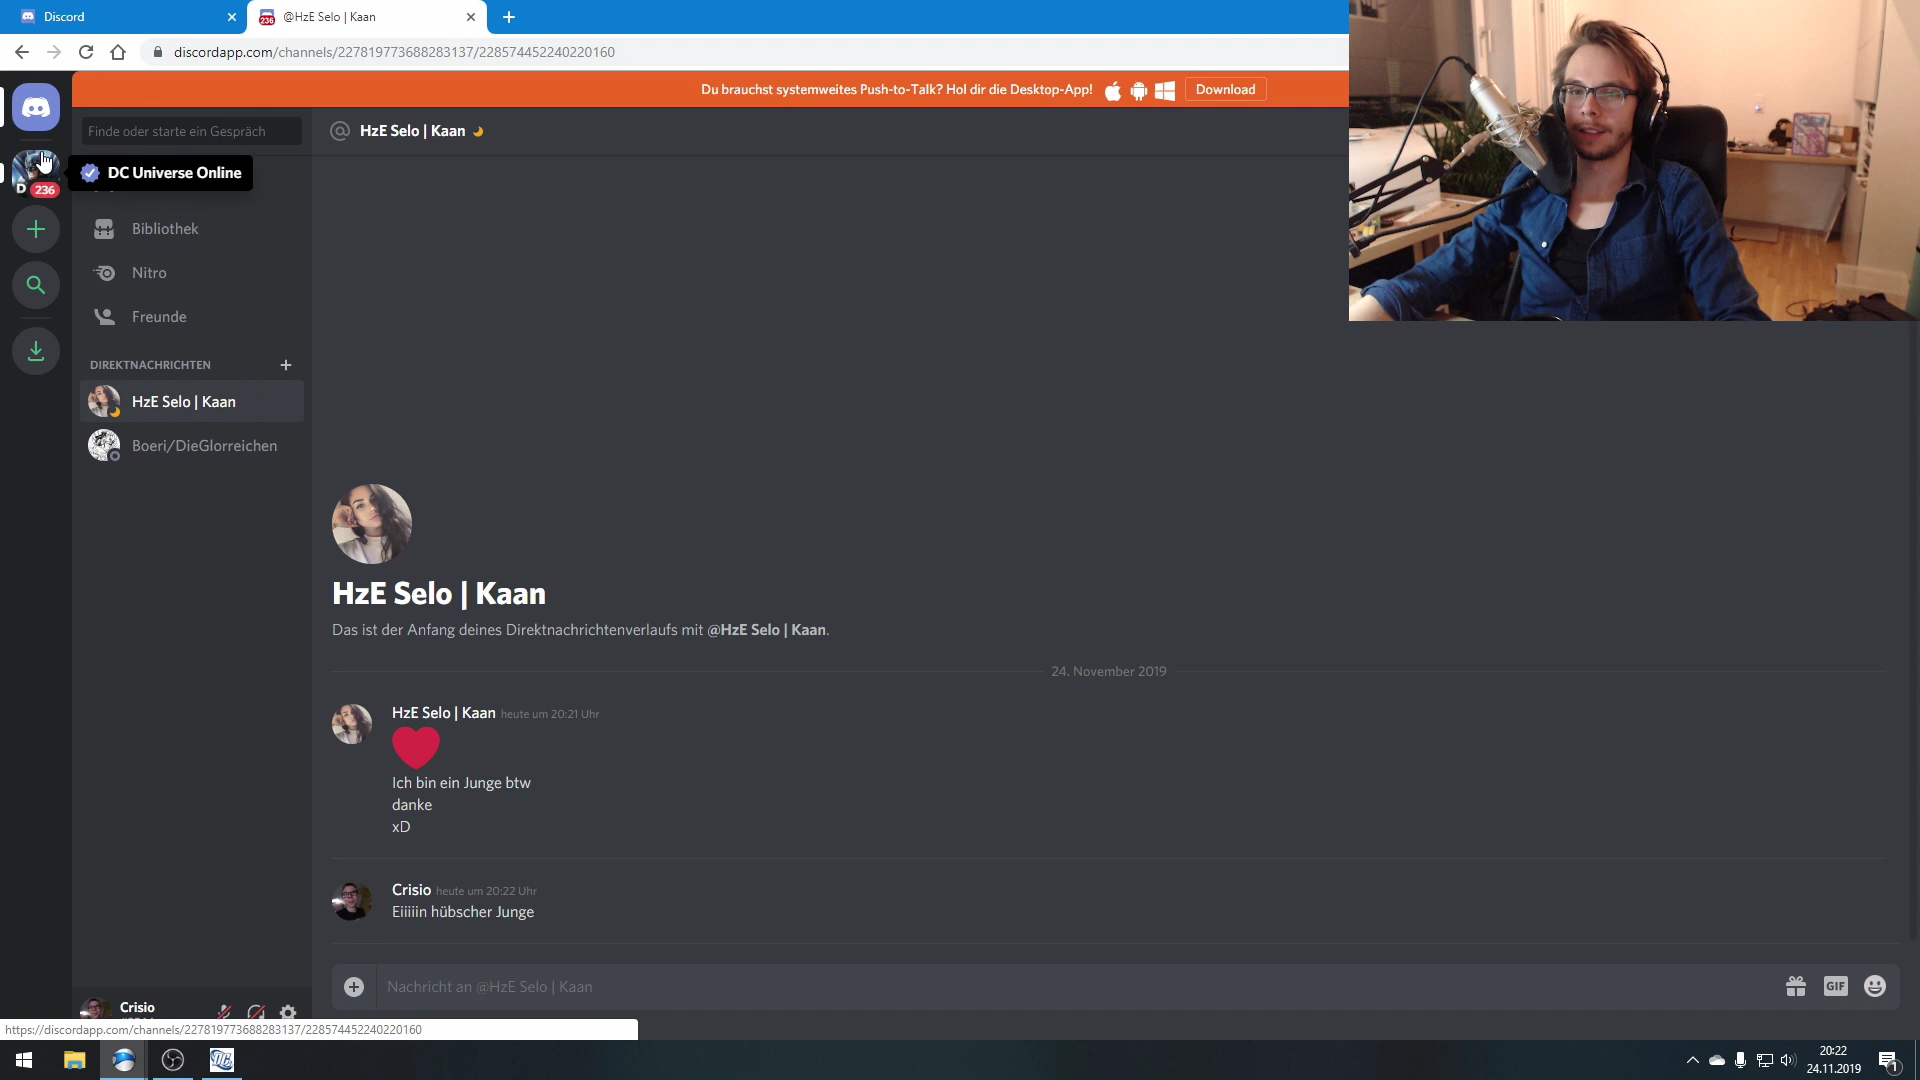 Discord
236
@HzE Selo | Kaan
discordapp.com/channels/227819773688283137/228574452240220160
Du brauchst systemweites Push-to-Talk? Hol dir die Desktop-App!
Download
Finde oder starte ein Gespräch
HzE Selo | Kaan
D 236
DC Universe Online
Bibliothek
Nitro
Freunde
DIREKTNACHRICHTEN
HzE Selo | Kaan
Boeri/DieGlorreichen
HzE Selo | Kaan
Das ist der Anfang deines Direktnachrichtenverlaufs mit @HzE Selo | Kaan.
24. November 2019
HzE Selo | Kaan heute um 20:21 Uhr
Ich bin ein Junge btw
danke
xD
Crisio heute um 20:22 Uhr
Eiiiiin hübscher Junge
Nachricht an @HzE Selo | Kaan
GIF
Crisio
https://discordapp.com/channels/227819773688283137/228574452240220160
DC
20:22
24.11.2019
1